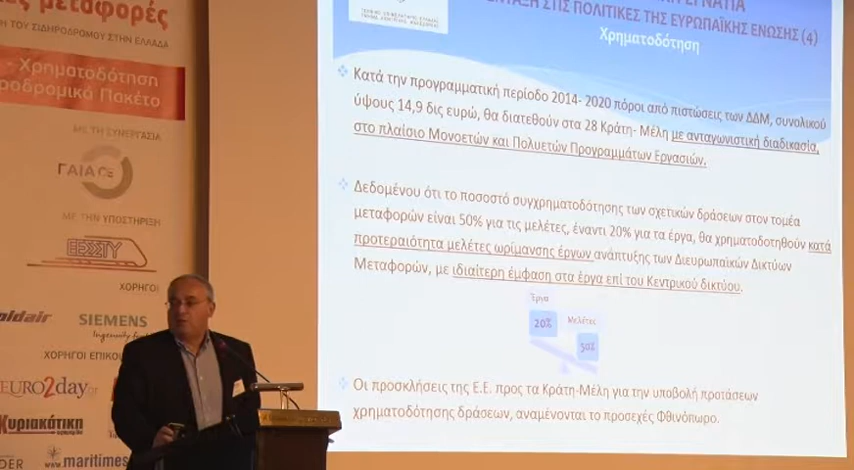 μεταφορές
ΤΟΥ ΣΙΔΗΡΟΔΡΟΜΟΥ ΣΤΗΝ ΕΛΛΑΔΑ
- Χρηματοδότηση
Πακέτο
ΜΕ ΤΗ ΣΥΝΕΡΓΑΣΙΑ
ΓΑΙΑ
ΜΕ ΤΗΝ ΥΠΟΣΤΗΡΙΞΗ
ΕΕΣΣΤΥ
ΧΟΡΗΓΟΙ
SIEMENS
ΧΟΡΗΓΟΙ
EURO2day
Κυριακάτικη
www.maritimes
ΣΤΙΣ ΠΟΛΙΤΙΚΕΣ ΤΗΣ ΕΥΡΩΠΑΪΚΗΣ ΕΝΩΣΗΣ (4)
Χρηματοδότηση
Κατά την προγραμματική περίοδο 2014- 2020 πόροι από πιστώσεις των ΔΔΜ, συνολικού
ύψους 14,9 δις ευρώ, θα διατεθούν στα 28 Κράτη- Μέλη με ανταγωνιστική διαδικασία,
στο πλαίσιο Μονοετών και Πολυετών Προγραμμάτων Εργασιών.
Δεδομένου ότι το ποσοστό συγχρηματοδότησης των σχετικών δράσεων στον τομέα
μεταφορών είναι 50% για τις μελέτες, έναντι 20% για τα έργα, θα χρηματοδοτηθούν κατά
προτεραιότητα μελέτες ωρίμανσης έργων ανάπτυξης των Διευρωπαϊκών Δικτύων
Μεταφορών, με ιδιαίτερη έμφαση στα έργα επί του Κεντρικού δικτύου.
Έργα
20%
Μελέτες
50%
Οι προσκλήσεις της Ε.Ε. προς τα Κράτη-Μέλη για την υποβολή προτάσεων
χρηματοδότησης δράσεων, αναμένονται το προσεχές Φθινόπωρο.